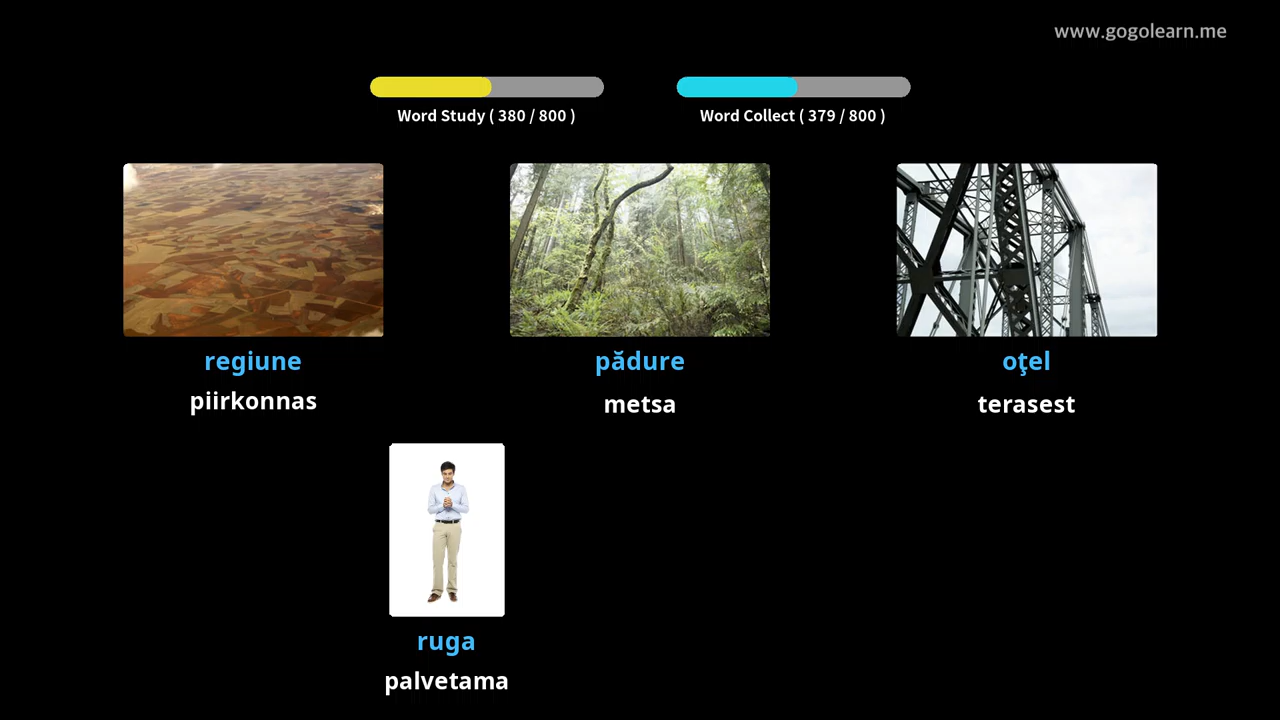 www.gogolearn.me
Word Study ( 380 / 800 )
Word Collect ( 379 / 800 )
regiune
piirkonnas
pădure
metsa
oţel
terasest
ruga
palvetama